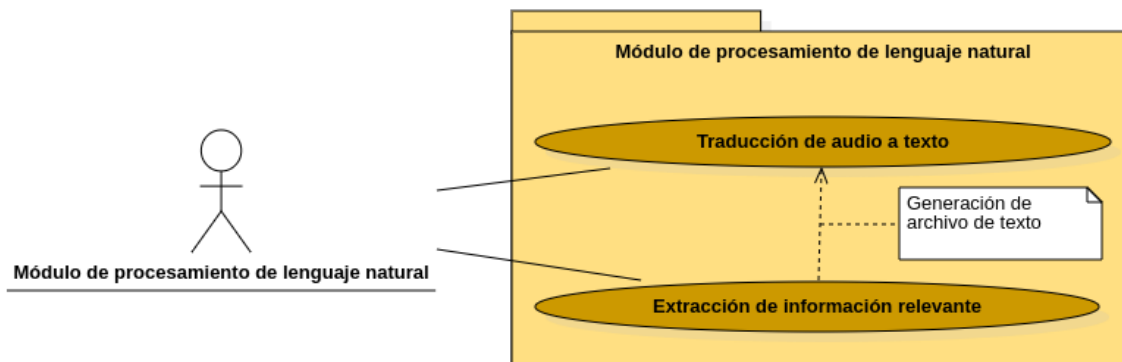 Módulo de procesamiento de lenguaje natural
Traducción de audio a texto
Generación de
archivo de texto
Módulo de procesamiento de lenguaje natural
Extracción de información relevante